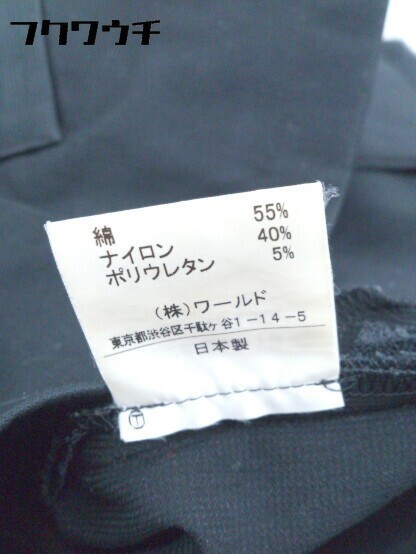 フクワウチ
綿 55%
ナイロン 40%
ポリウレタン 5%
(株)ワールド
東京都渋谷区千駄ヶ谷1-14-5
日本製
T